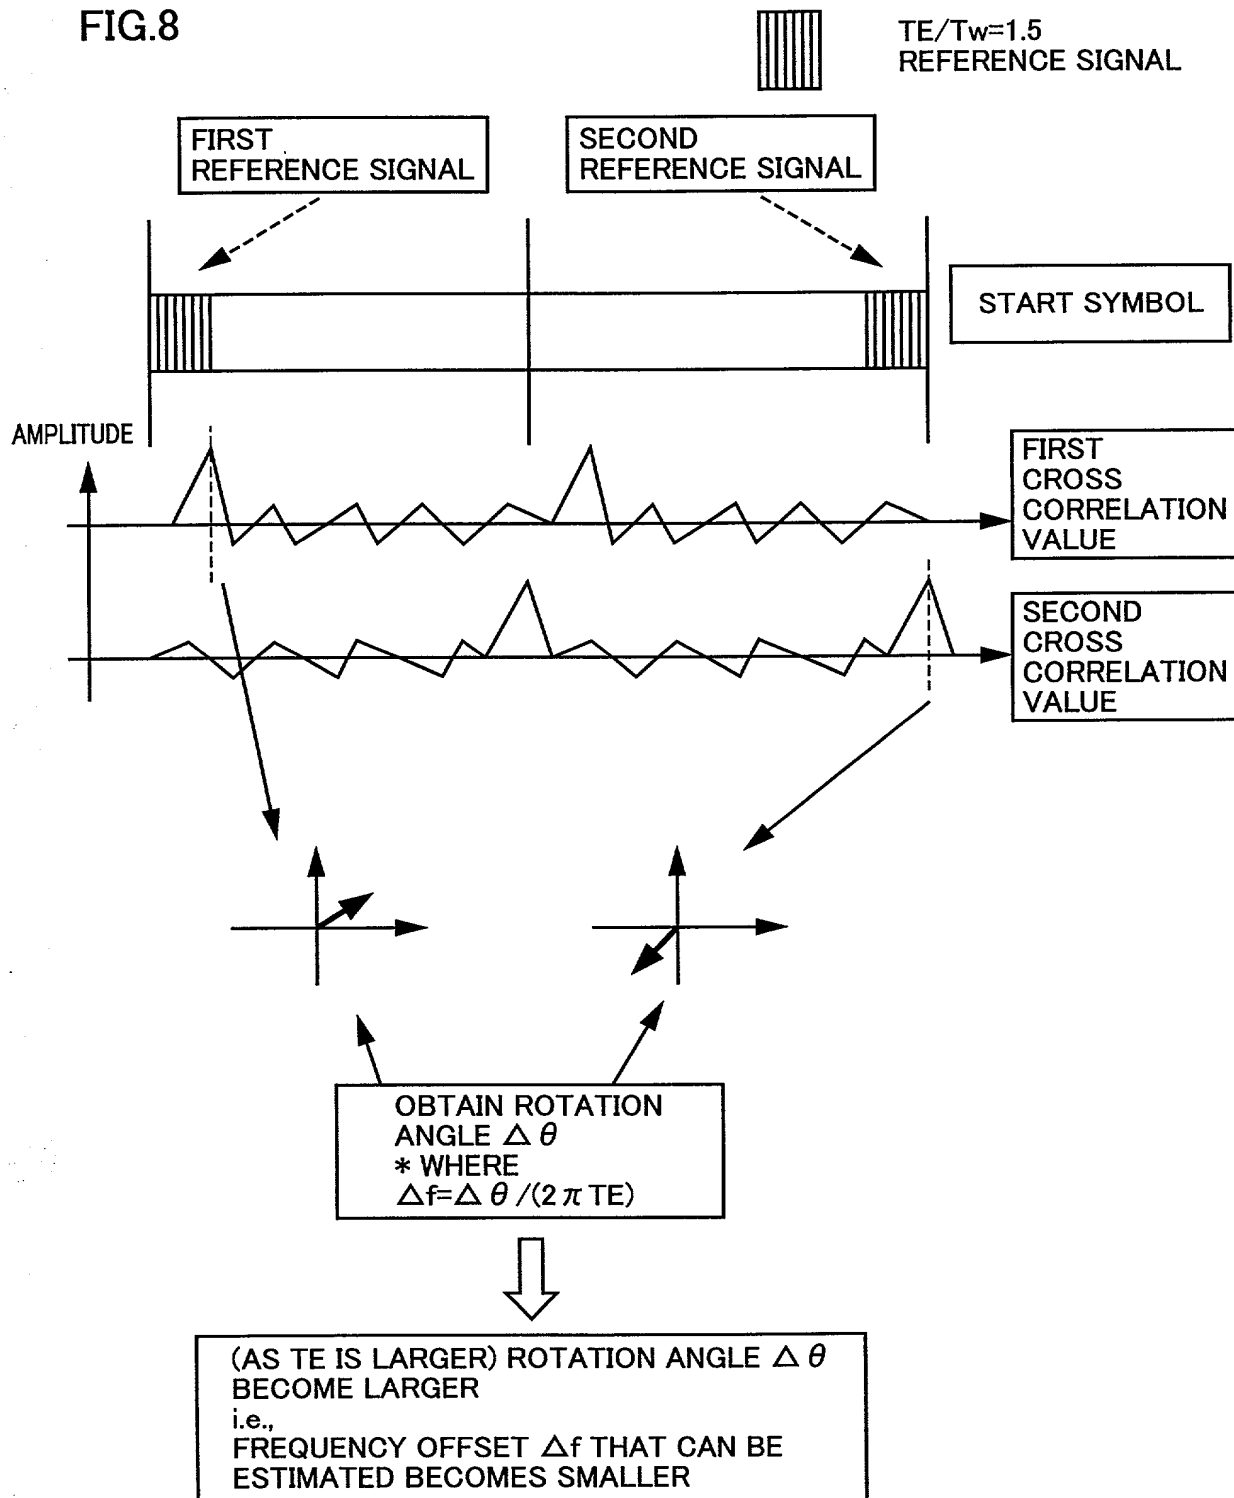 FIG.8
TE/Tw=1.5
REFERENCE SIGNAL
FIRST
REFERENCE SIGNAL
SECOND
REFERENCE SIGNAL
START SYMBOL
AMPLITUDE
FIRST
CROSS
CORRELATION
VALUE
SECOND
CROSS
CORRELATION
VALUE
OBTAIN ROTATION
ANGLE △θ
* WHERE
△f=△θ/(2πTE)
(AS TE IS LARGER) ROTATION ANGLE △θ
BECOME LARGER
i.e.,
FREQUENCY OFFSET △f THAT CAN BE
ESTIMATED BECOMES SMALLER